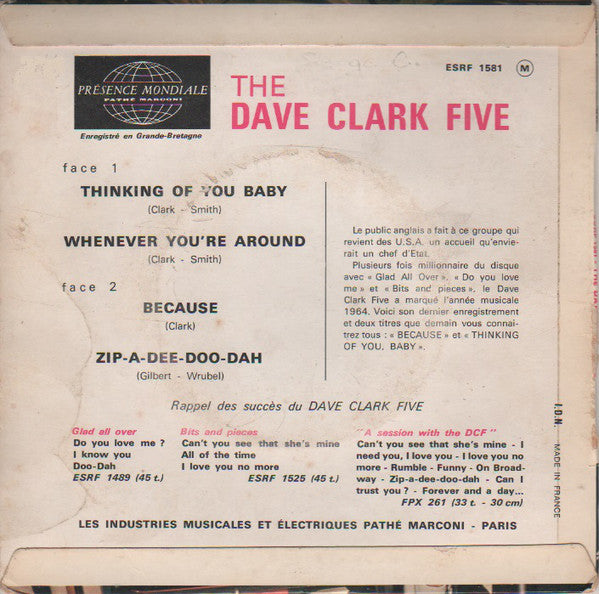 ESRF 1581 M
PRÉSENCE MONDIALE
PATHÉ MARCONI
Enregistré en Grande-Bretagne
THE
DAVE CLARK FIVE
face 1
THINKING OF YOU BABY
(Clark - Smith)
WHENEVER YOU'RE AROUND
(Clark - Smith)
face 2
BECAUSE
(Clark)
ZIP-A-DEE-DOO-DAH
(Gilbert - Wrubel)
Le public anglais a fait à ce groupe qui
revient des U.S.A. un accueil qu'envie-
rait un chef d'Etat.
Plusieurs fois millionnaire du disque
avec « Glad All Over ». « Do you love
me » et « Bits and pieces ». le Dave
Clark Five a marqué l'année musicale
1964. Voici son dernier enregistrement
et deux titres que demain vous connai-
trez tous : « BECAUSE » et « THINKING
OF YOU, BABY ».
Rappel des succès du DAVE CLARK FIVE
Glad all over
Do you love me ?
I know you
Doo-Dah
ESRF 1489 (45 t.)
Bits and pieces
Can't you see that she's mine
All of the time
I love you no more
ESRF 1525 (45 t.)
"A session with the DCF"
Can't you see that she's mine - I
need you, I love you - I love you no
more - Rumble - Funny - On Broad-
way - Zip-a-dee-doo-dah - Can I
trust you ? - Forever and a day...
FPX 261 (33 t. - 30 cm)
LES INDUSTRIES MUSICALES ET ÉLECTRIQUES PATHÉ MARCONI - PARIS
I.D.N. MADE IN FRANCE